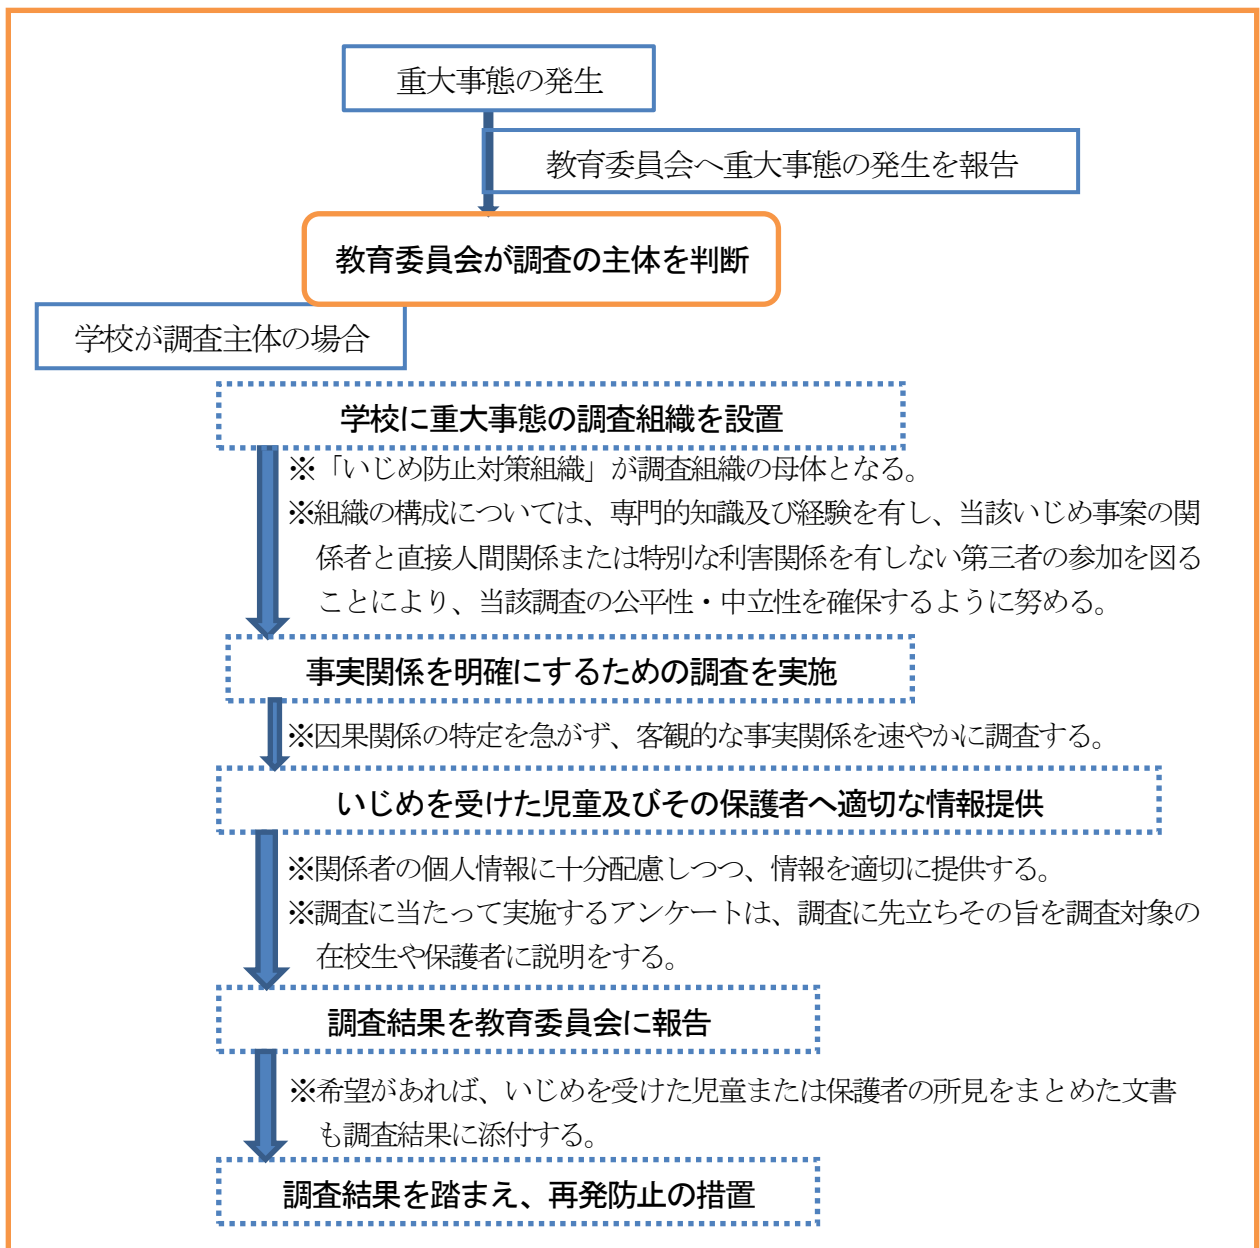 重大事態の発生
教育委員会へ重大事態の発生を報告
教育委員会が調査の主体を判断
学校が調査主体の場合
学校に重大事態の調査組織を設置
※「いじめ防止対策組織」が調査組織の母体となる。
※組織の構成については、専門的知識及び経験を有し、当該いじめ事案の関
係者と直接人間関係または特別な利害関係を有しない第三者の参加を図る
ことにより、当該調査の公平性・中立性を確保するように努める。
事実関係を明確にするための調査を実施
※因果関係の特定を急がず、客観的な事実関係を速やかに調査する。
いじめを受けた児童及びその保護者へ適切な情報提供
※関係者の個人情報に十分配慮しつつ、情報を適切に提供する。
※調査に当たって実施するアンケートは、調査に先立ちその旨を調査対象の
在校生や保護者に説明をする。
調査結果を教育委員会に報告
※希望があれば、いじめを受けた児童または保護者の所見をまとめた文書
も調査結果に添付する。
調査結果を踏まえ、再発防止の措置